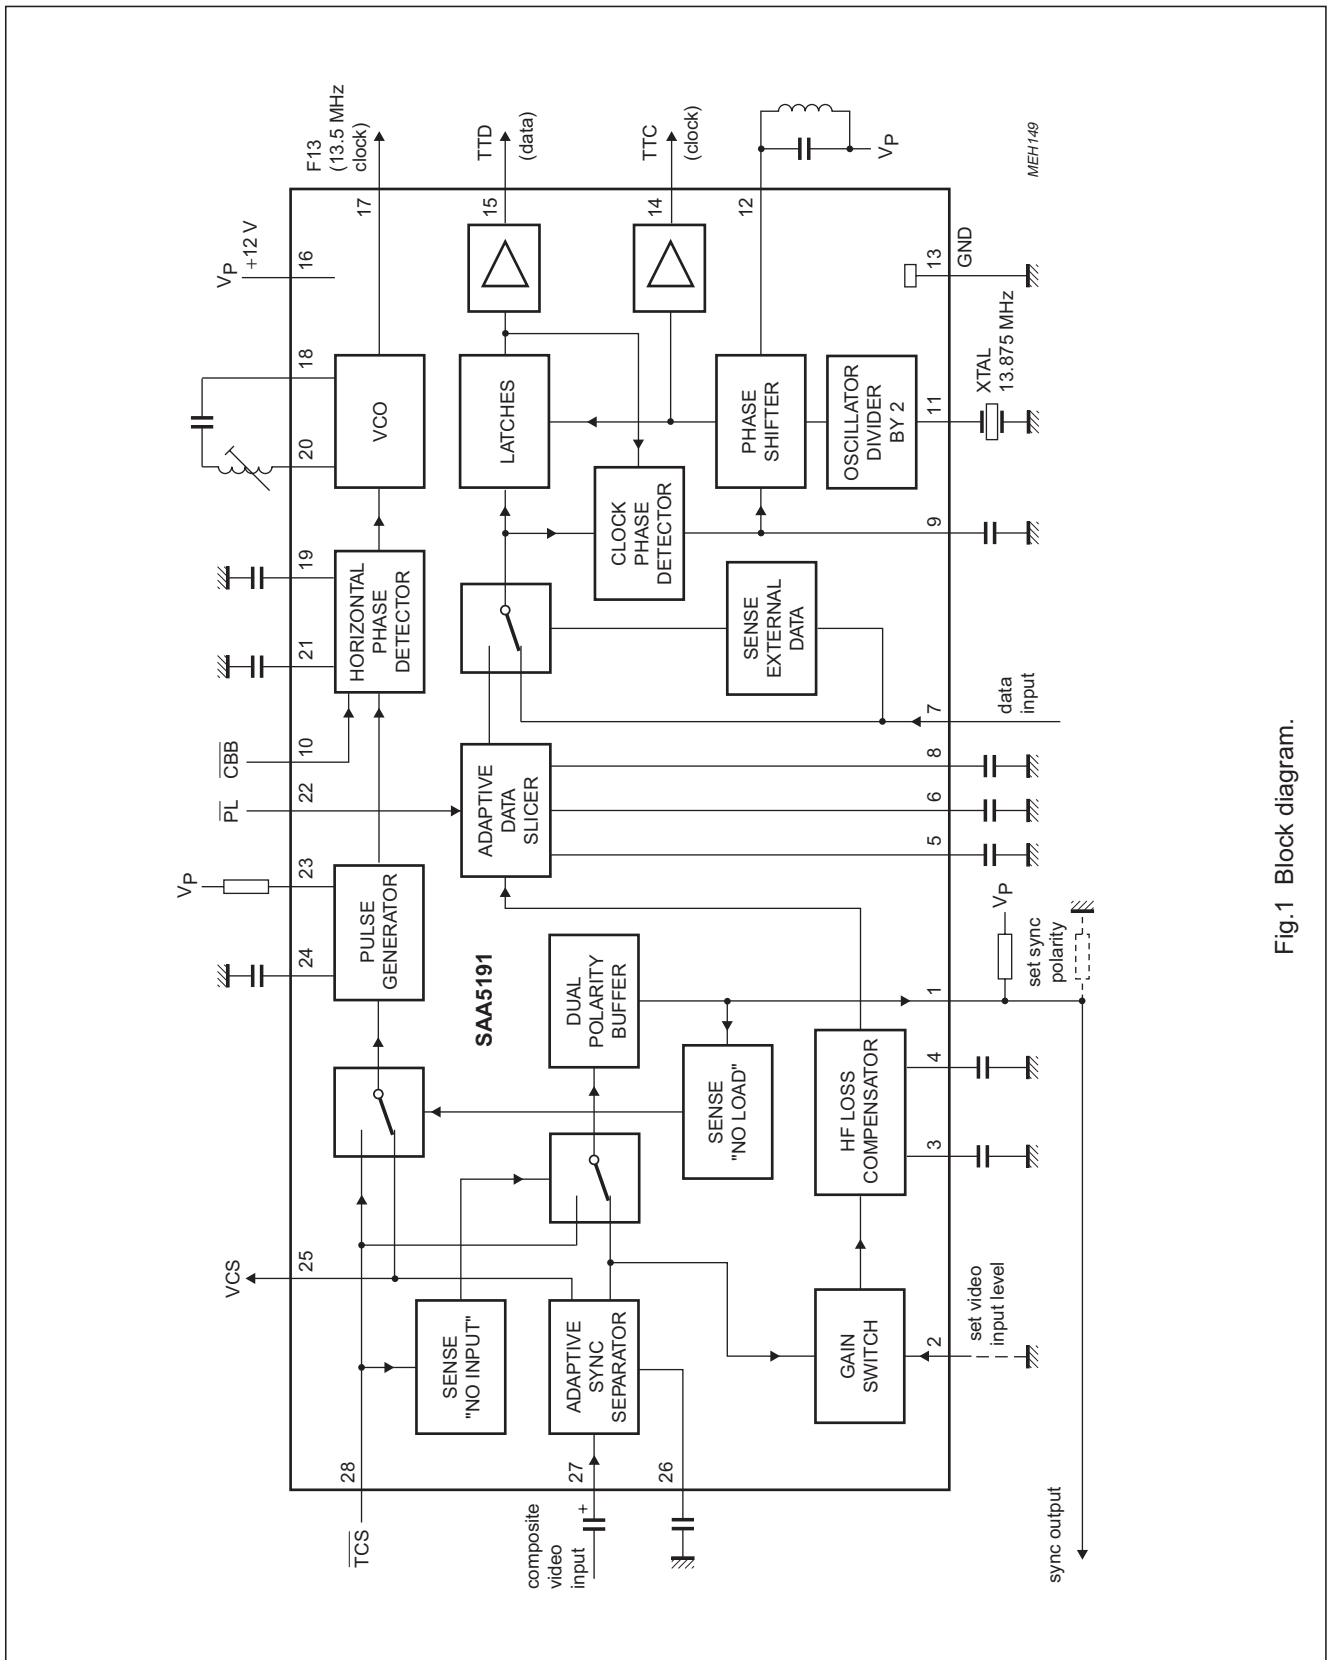 F13
(13.5 MHz
clock)
TTD
(data)
TTC
(clock)
VP
MEH149
VP
+12 V
17
16
15
14
12
13
GND
18
20
VCO
LATCHES
PHASE
SHIFTER
OSCILLATOR
DIVIDER
BY 2
11
XTAL
13.875 MHz
19
21
HORIZONTAL
PHASE
DETECTOR
CLOCK
PHASE
DETECTOR
9
SENSE
EXTERNAL
DATA
7
data
input
CBB
10
PL
22
ADAPTIVE
DATA
SLICER
8
6
5
VP
23
24
PULSE
GENERATOR
SAA5191
DUAL
POLARITY
BUFFER
1
VP
set sync
polarity
SENSE
"NO LOAD"
HF LOSS
COMPENSATOR
4
3
VCS
25
SENSE
"NO INPUT"
ADAPTIVE
SYNC
SEPARATOR
GAIN
SWITCH
2
set video
input level
TCS
28
composite
video
input
+
27
26
sync output
Fig.1 Block diagram.